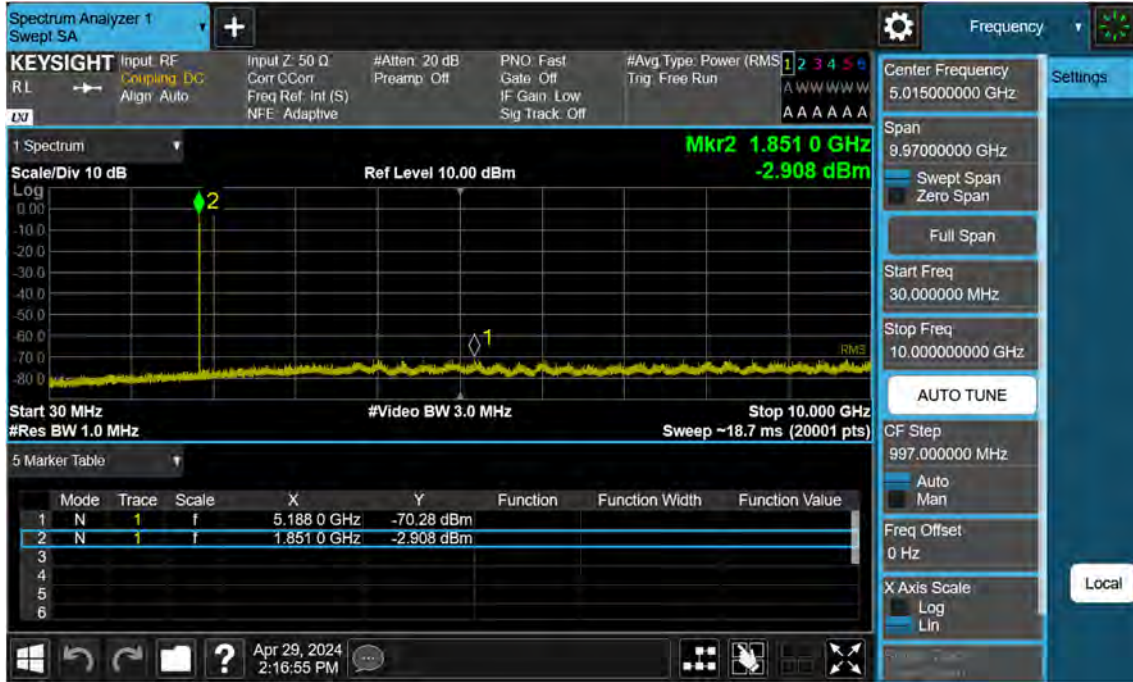 Spectrum Analyzer 1
Swept SA
Frequency
Settings
KEYSIGHT
RL
LXI
Input: RF
Coupling: DC
Align: Auto
Input Z: 50 Ω
Corr CCorr
Freq Ref: Int (S)
NFE: Adaptive
#Atten: 20 dB
Preamp: Off
PNO: Fast
Gate: Off
IF Gain: Low
Sig Track: Off
#Avg Type: Power (RMS
Trig: Free Run
1 2 3 4 5 6
A W W W W W
A A A A A A
1 Spectrum
Scale/Div 10 dB
Ref Level 10.00 dBm
Mkr2 1.851 0 GHz
-2.908 dBm
Log
0.00
-10.0
-20.0
-30.0
-40.0
-50.0
-60.0
-70.0
-80.0
2
1
RMS
Start 30 MHz
#Video BW 3.0 MHz
Stop 10.000 GHz
#Res BW 1.0 MHz
Sweep ~18.7 ms (20001 pts)
5 Marker Table
Mode Trace Scale X Y Function Function Width Function Value
1 N 1 f 5.188 0 GHz -70.28 dBm
2 N 1 f 1.851 0 GHz -2.908 dBm
3
4
5
6
Apr 29, 2024
2:16:55 PM
Center Frequency
5.015000000 GHz
Span
9.97000000 GHz
Swept Span
Zero Span
Full Span
Start Freq
30.000000 MHz
Stop Freq
10.000000000 GHz
AUTO TUNE
CF Step
997.000000 MHz
Auto
Man
Freq Offset
0 Hz
X Axis Scale
Log
Lin
Local